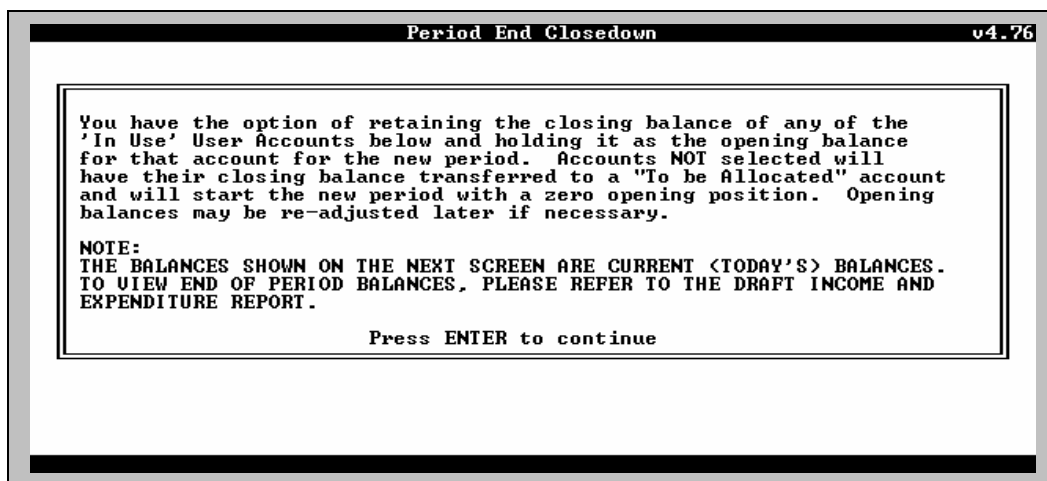 Period End Closedown v4.76
You have the option of retaining the closing balance of any of the
'In Use' User Accounts below and holding it as the opening balance
for that account for the new period. Accounts NOT selected will
have their closing balance transferred to a "To be Allocated" account
and will start the new period with a zero opening position. Opening
balances may be re-adjusted later if necessary.
NOTE:
THE BALANCES SHOWN ON THE NEXT SCREEN ARE CURRENT (TODAY'S) BALANCES.
TO VIEW END OF PERIOD BALANCES, PLEASE REFER TO THE DRAFT INCOME AND
EXPENDITURE REPORT.
Press ENTER to continue